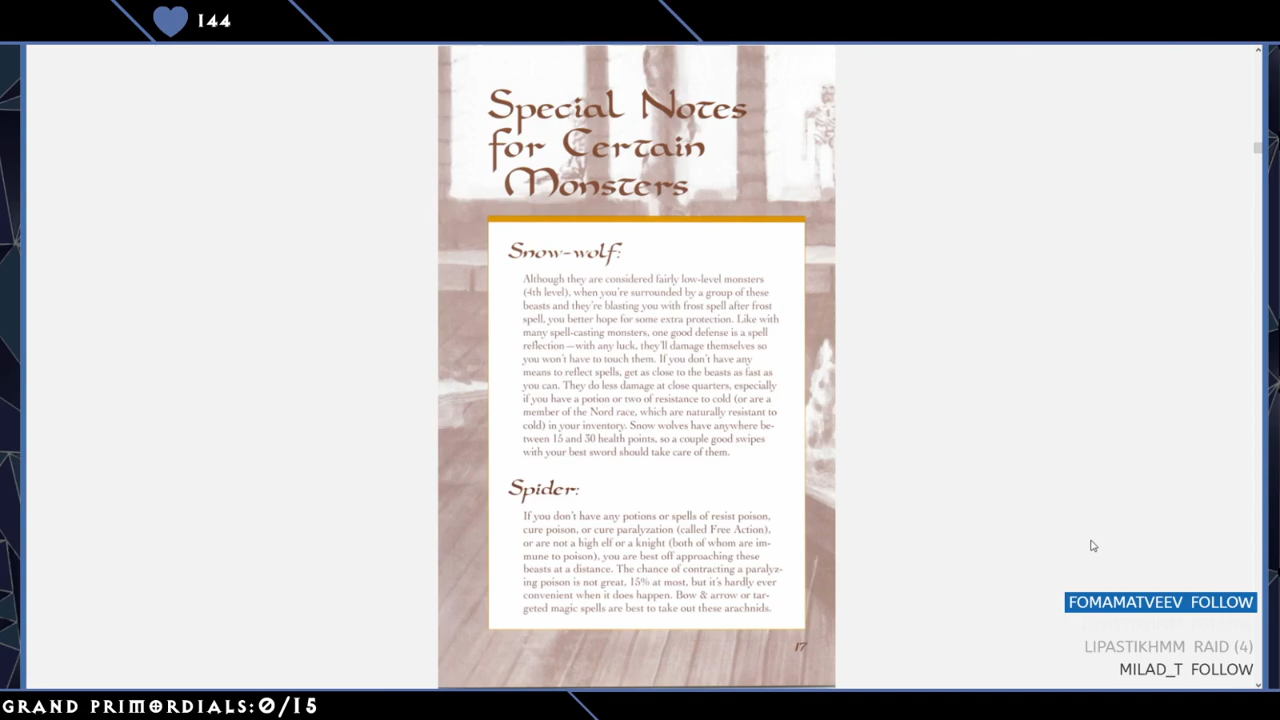 144
Special Notes
for Certain
Monsters
Snow-wolf:
Although they are considered fairly low-level monsters
(4th level), when you're surrounded by a group of these
beasts and they're blasting you with frost spell after frost
spell, you better hope for some extra protection. Like with
many spell-casting monsters, one good defense is a spell
reflection—with any luck, they'll damage themselves so
you won't have to touch them. If you don't have any
means to reflect spells, get as close to the beasts as fast as
you can. They do less damage at close quarters, especially
if you have a potion or two of resistance to cold (or are a
member of the Nord race, which are naturally resistant to
cold) in your inventory. Snow wolves have anywhere be-
tween 15 and 30 health points, so a couple good swipes
with your best sword should take care of them.
Spider:
If you don't have any potions or spells of resist poison,
cure poison, or cure paralyzation (called Free Action),
or are not a high elf or a knight (both of whom are im-
mune to poison), you are best off approaching these
beasts at a distance. The chance of contracting a paralyz-
ing poison is not great, 15% at most, but it's hardly ever
convenient when it does happen. Bow & arrow or tar-
geted magic spells are best to take out these arachnids.
17
FOMAMATVEEV FOLLOW
LIPASTIKHMM RAID (4)
MILAD_T FOLLOW
GRAND PRIMORDIALS:0/15